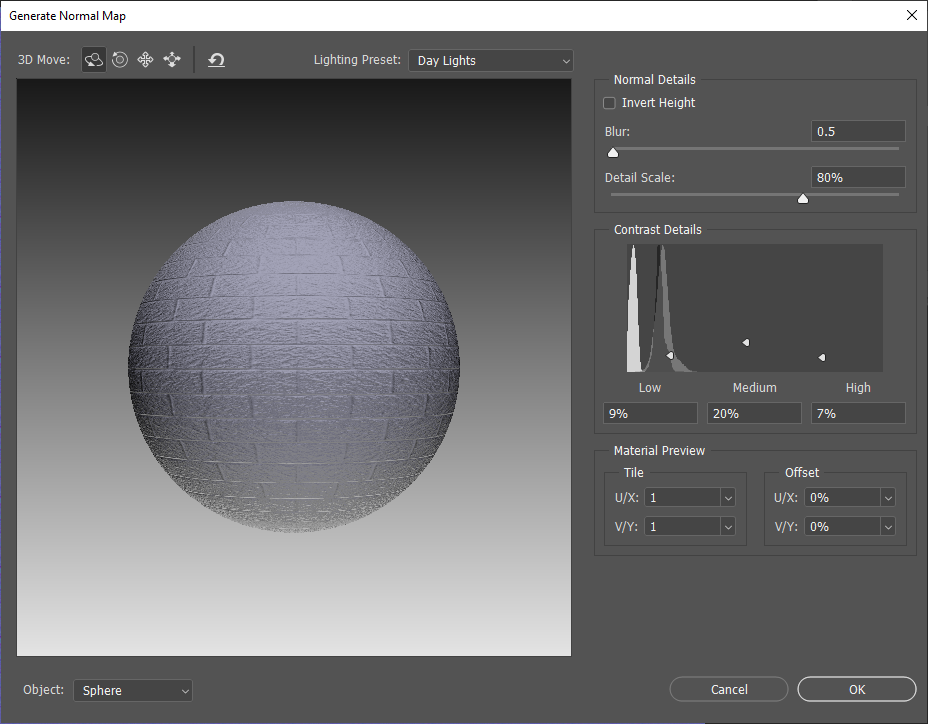 Generate Normal Map
3D Move:
Lighting Preset: Day Lights
Normal Details
Invert Height
Blur: 0.5
Detail Scale: 80%
Contrast Details
Low Medium High
9% 20% 7%
Material Preview
Tile Offset
U/X: 1 U/X: 0%
V/Y: 1 V/Y: 0%
Object: Sphere
Cancel OK